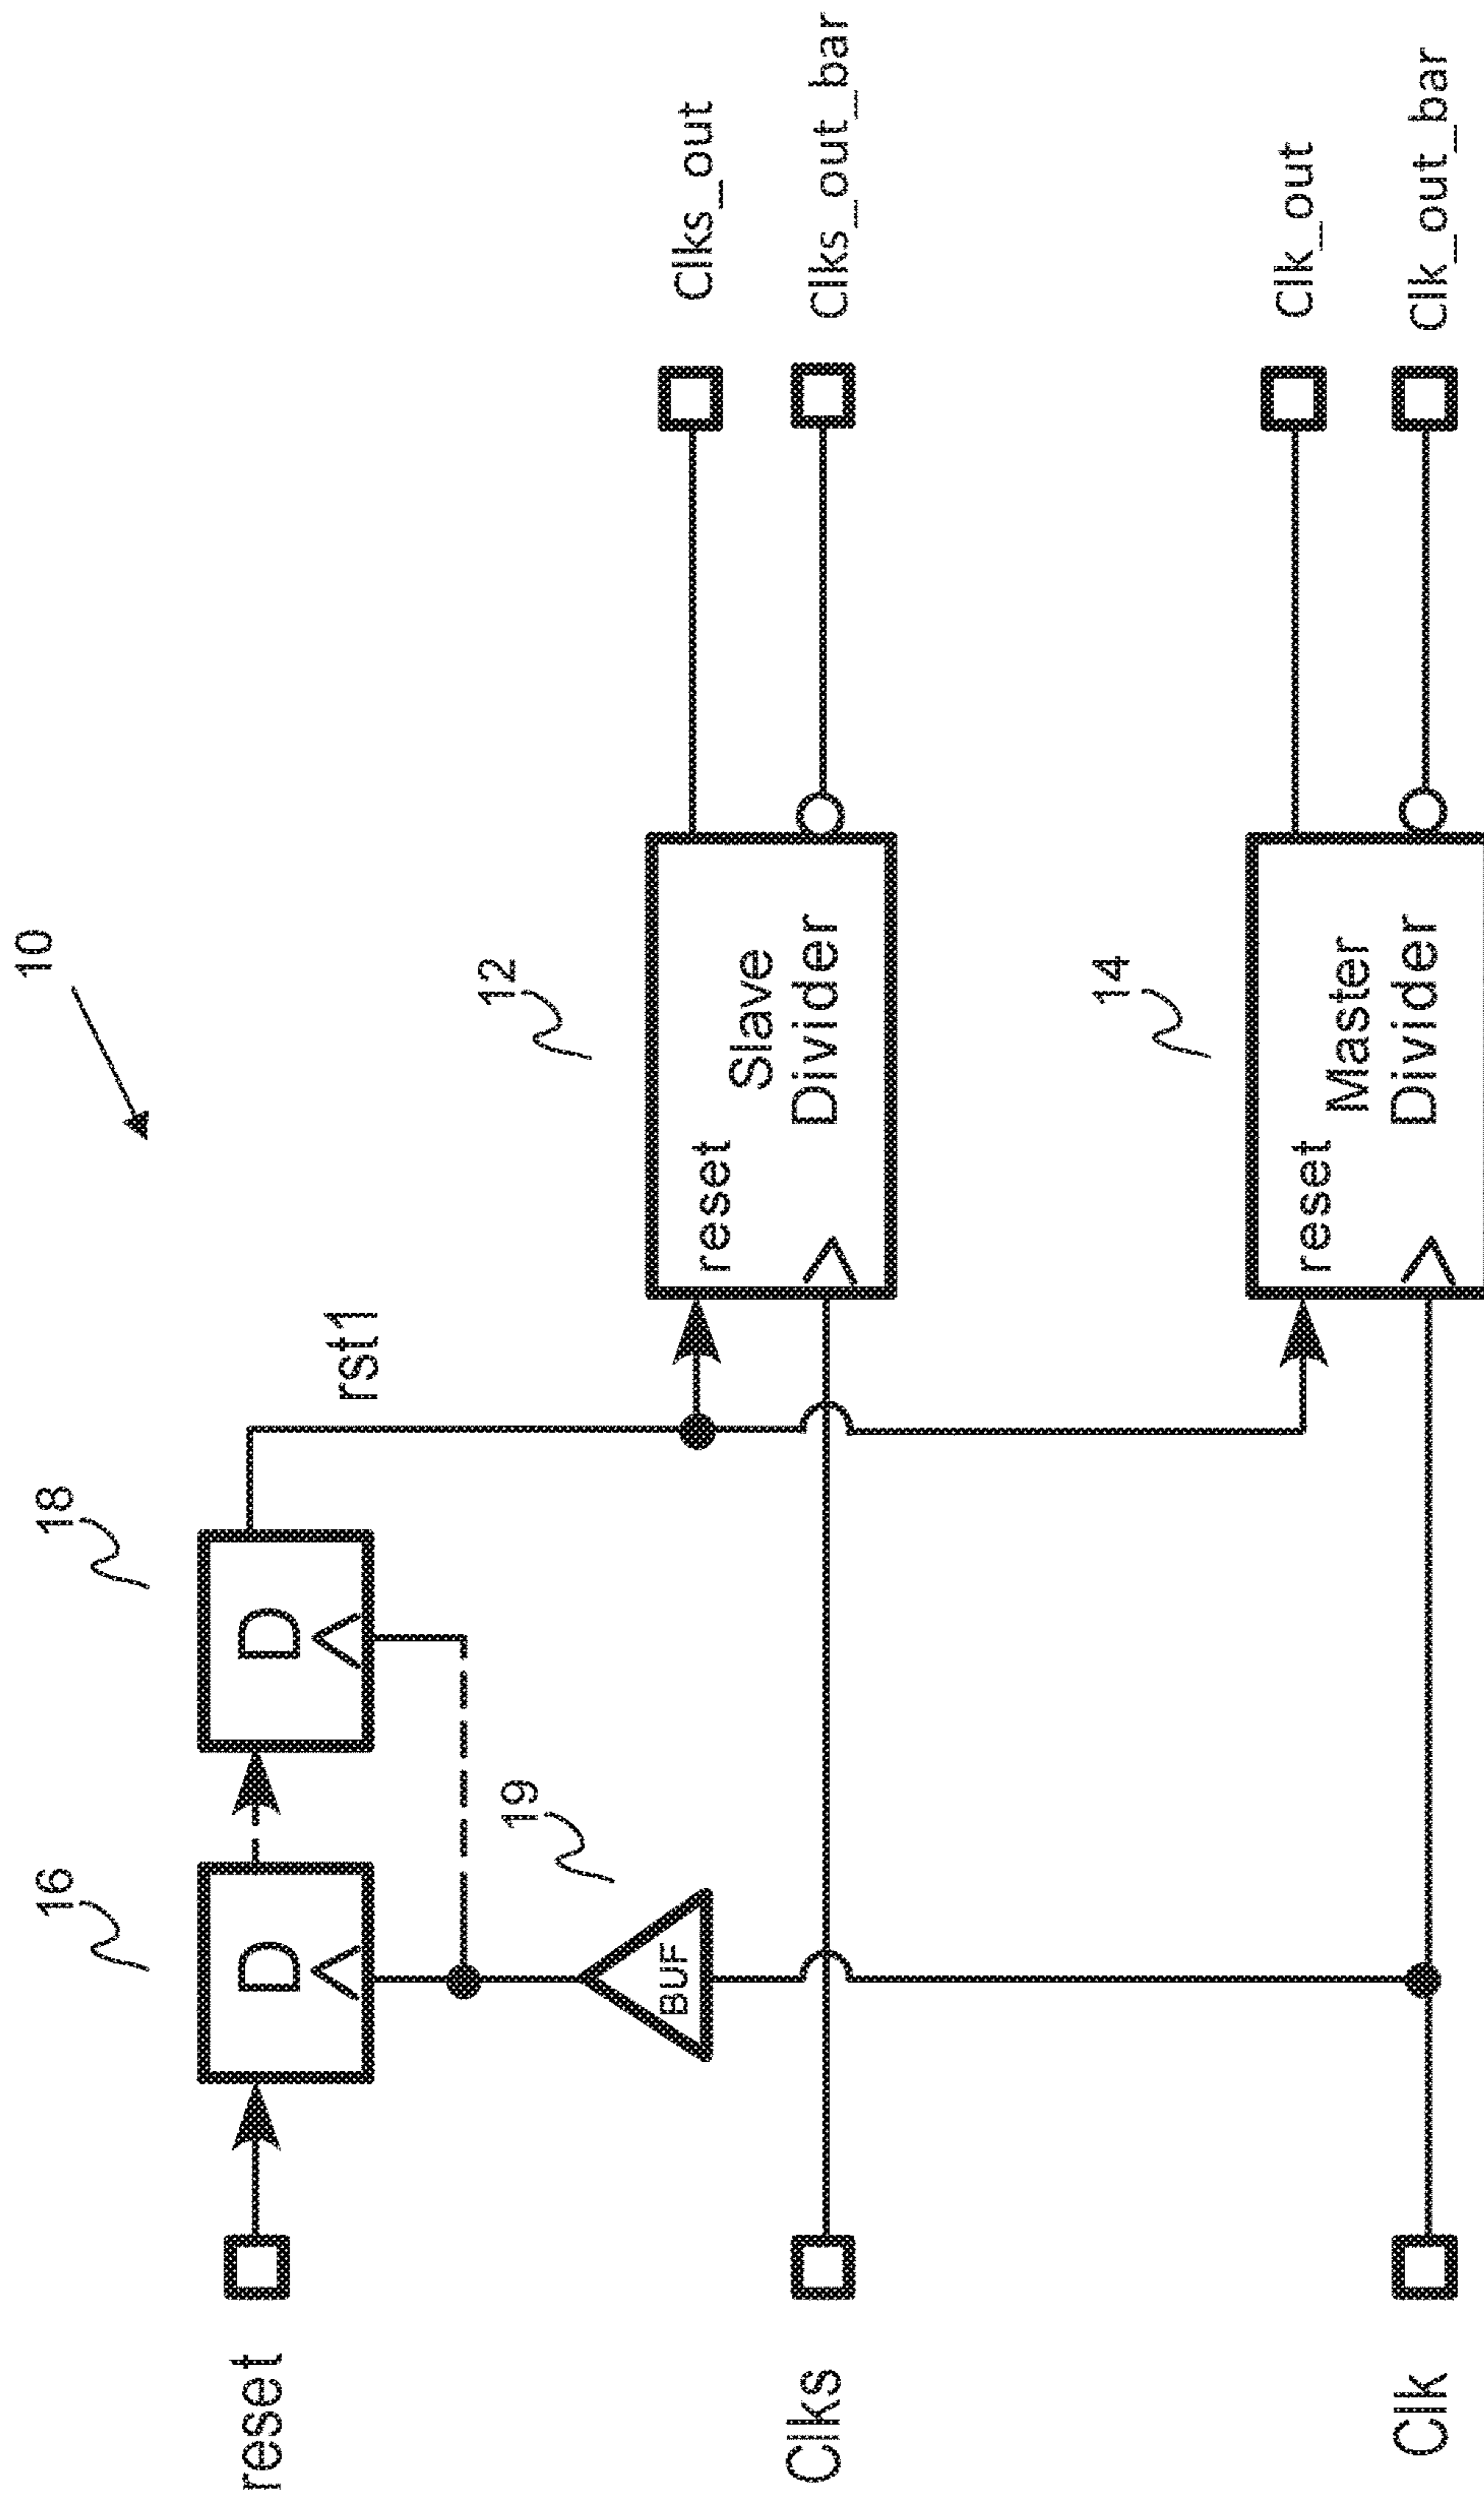 10
16
18
D
D
reset
rst1
19
BUF
12
reset
Slave
Divider
Clks_out
Clks_out_bar
Clks
14
reset
Master
Divider
Clk_out
Clk_out_bar
Clk